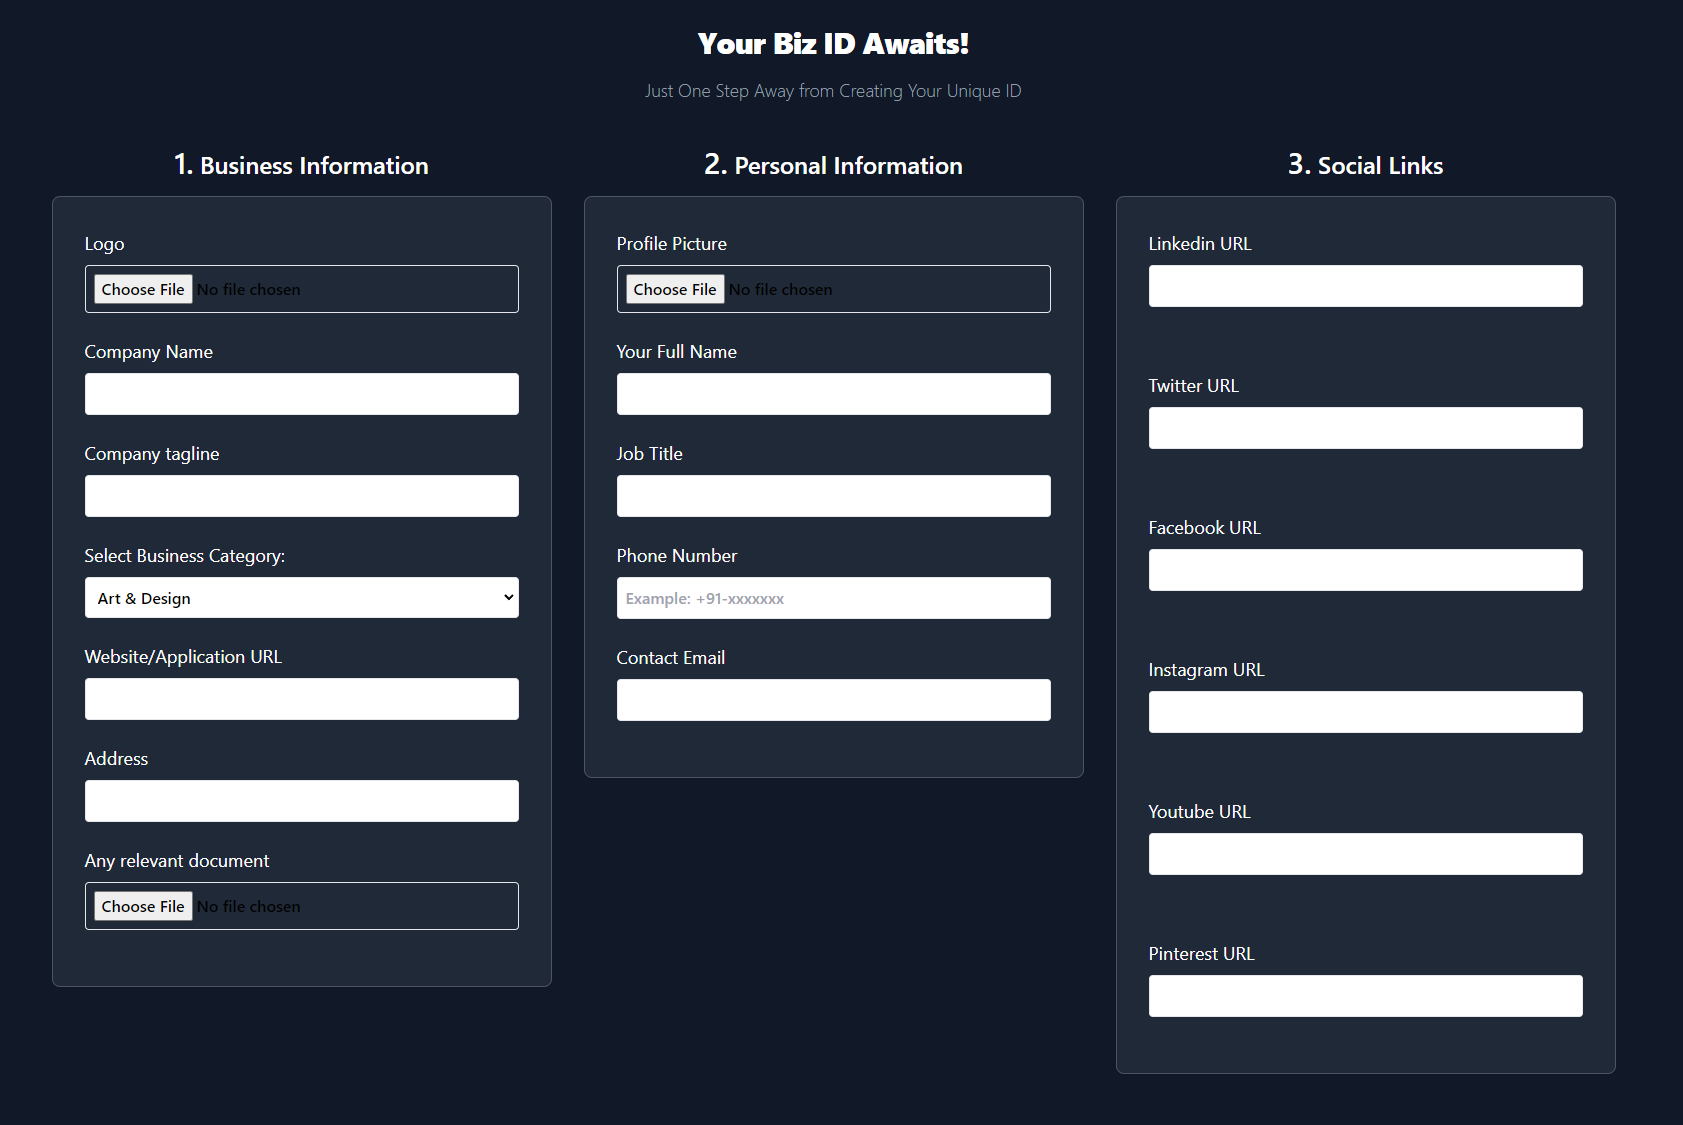 Your Biz ID Awaits!
Just One Step Away from Creating Your Unique ID
1. Business Information
Logo
Choose File No file chosen
Company Name
Company tagline
Select Business Category:
Art & Design
Website/Application URL
Address
Any relevant document
Choose File No file chosen
2. Personal Information
Profile Picture
Choose File No file chosen
Your Full Name
Job Title
Phone Number
Example: +91-xxxxxxx
Contact Email
3. Social Links
Linkedin URL
Twitter URL
Facebook URL
Instagram URL
Youtube URL
Pinterest URL